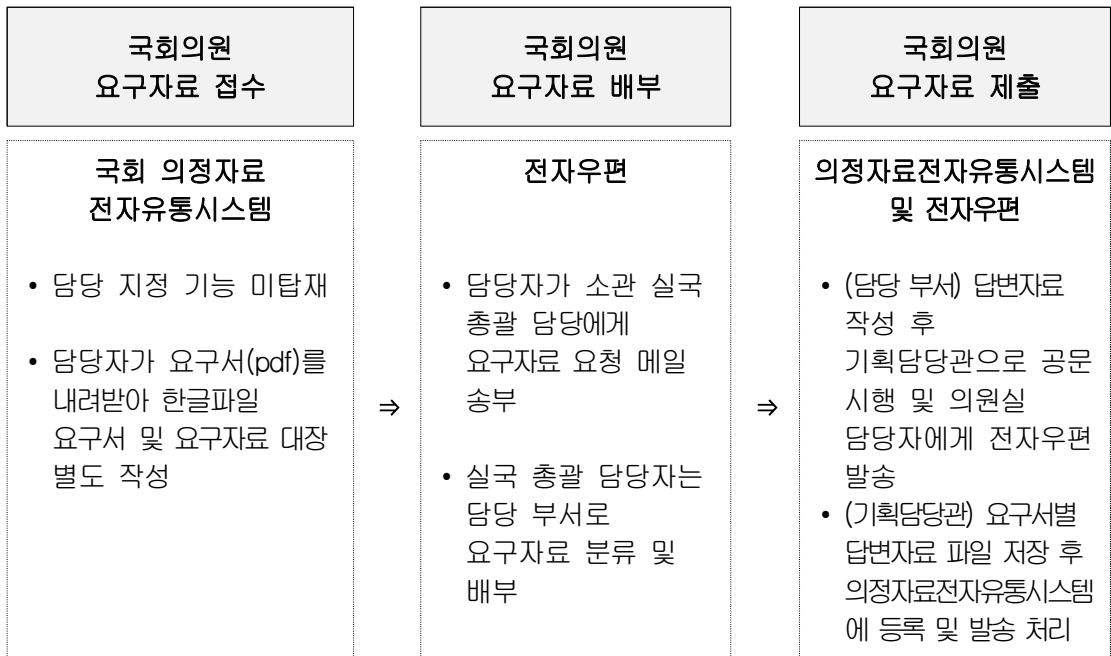 국회의원
요구자료 접수
국회 의정자료
전자유통시스템
• 담당 지정 기능 미탑재
• 담당자가 요구서(pdf)를
내려받아 한글파일
요구서 및 요구자료 대장
별도 작성
⇒
국회의원
요구자료 배부
전자우편
• 담당자가 소관 실국
총괄 담당에게
요구자료 요청 메일
송부
• 실국 총괄 담당자는
담당 부서로
요구자료 분류 및
배부
⇒
국회의원
요구자료 제출
의정자료전자유통시스템
및 전자우편
• (담당 부서) 답변자료
작성 후
기획담당관으로 공문
시행 및 의원실
담당자에게 전자우편
발송
• (기획담당관) 요구서별
답변자료 파일 저장 후
의정자료전자유통시스템
에 등록 및 발송 처리